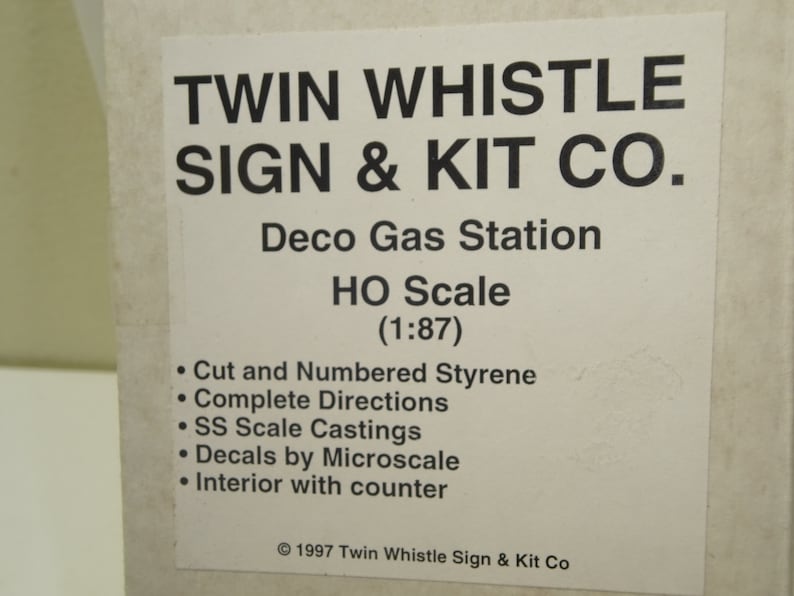 TWIN WHISTLE
SIGN & KIT CO.
Deco Gas Station
HO Scale
(1:87)
• Cut and Numbered Styrene
• Complete Directions
• SS Scale Castings
• Decals by Microscale
• Interior with counter
© 1997 Twin Whistle Sign & Kit Co